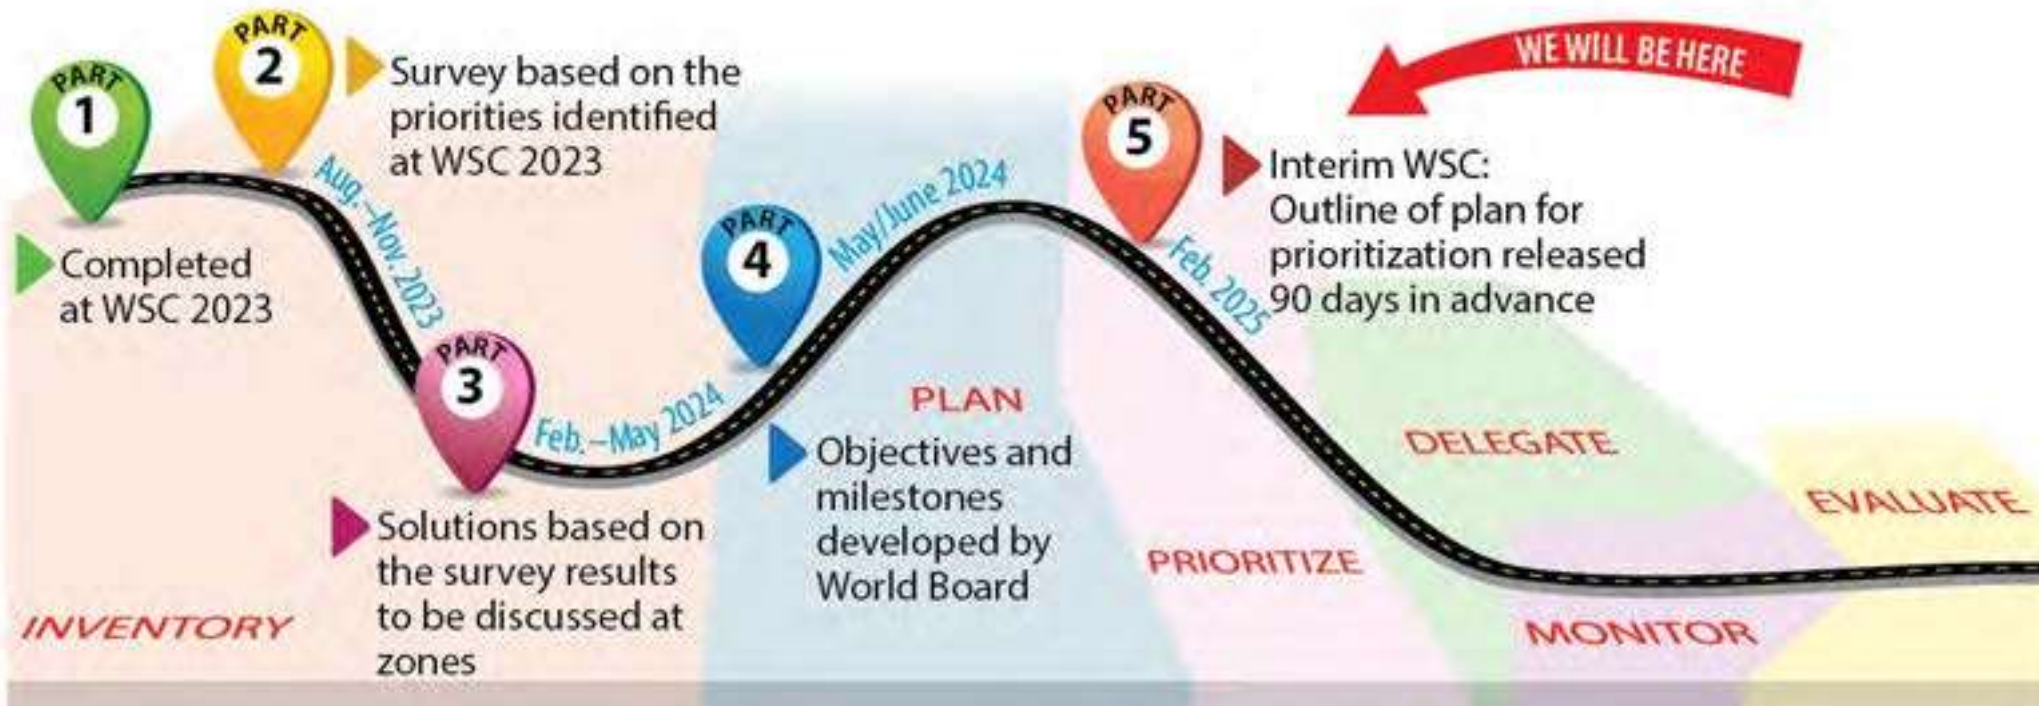 PART
1
Completed
at WSC 2023
PART
2
Survey based on the
priorities identified
at WSC 2023
Aug.–Nov. 2023
PART
3
Solutions based on
the survey results
to be discussed at
zones
Feb.–May 2024
INVENTORY
PART
4
May/June 2024
PLAN
Objectives and
milestones
developed by
World Board
PART
5
WE WILL BE HERE
Interim WSC:
Outline of plan for
prioritization released
90 days in advance
Feb. 2025
PRIORITIZE
DELEGATE
MONITOR
EVALUATE